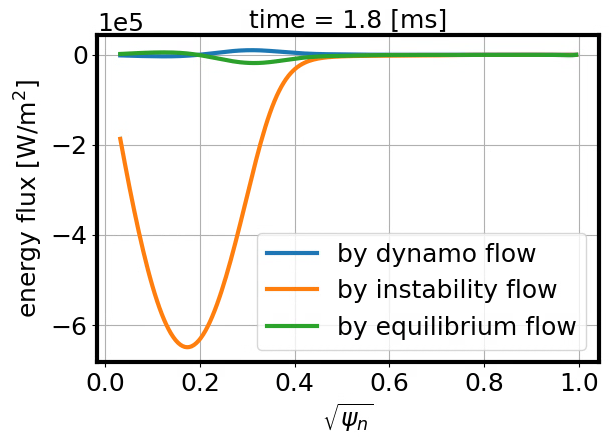 time = 1.8 [ms]
1e5
energy flux [W/m²]
0
−2
−4
−6
by dynamo flow
by instability flow
by equilibrium flow
0.0 0.2 0.4 0.6 0.8 1.0
√ψₙ